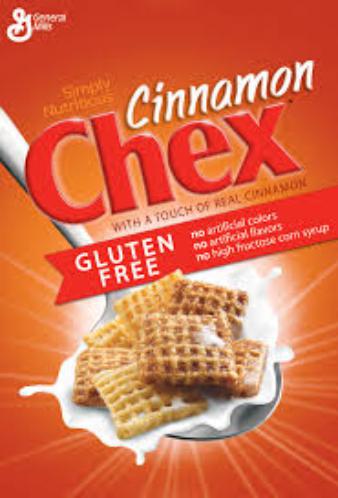 General
Mills
Simply
Nutritious
Cinnamon
Chex
WITH A TOUCH OF REAL CINNAMON
GLUTEN
FREE
no artificial colors
no artificial flavors
no high fructose corn syrup